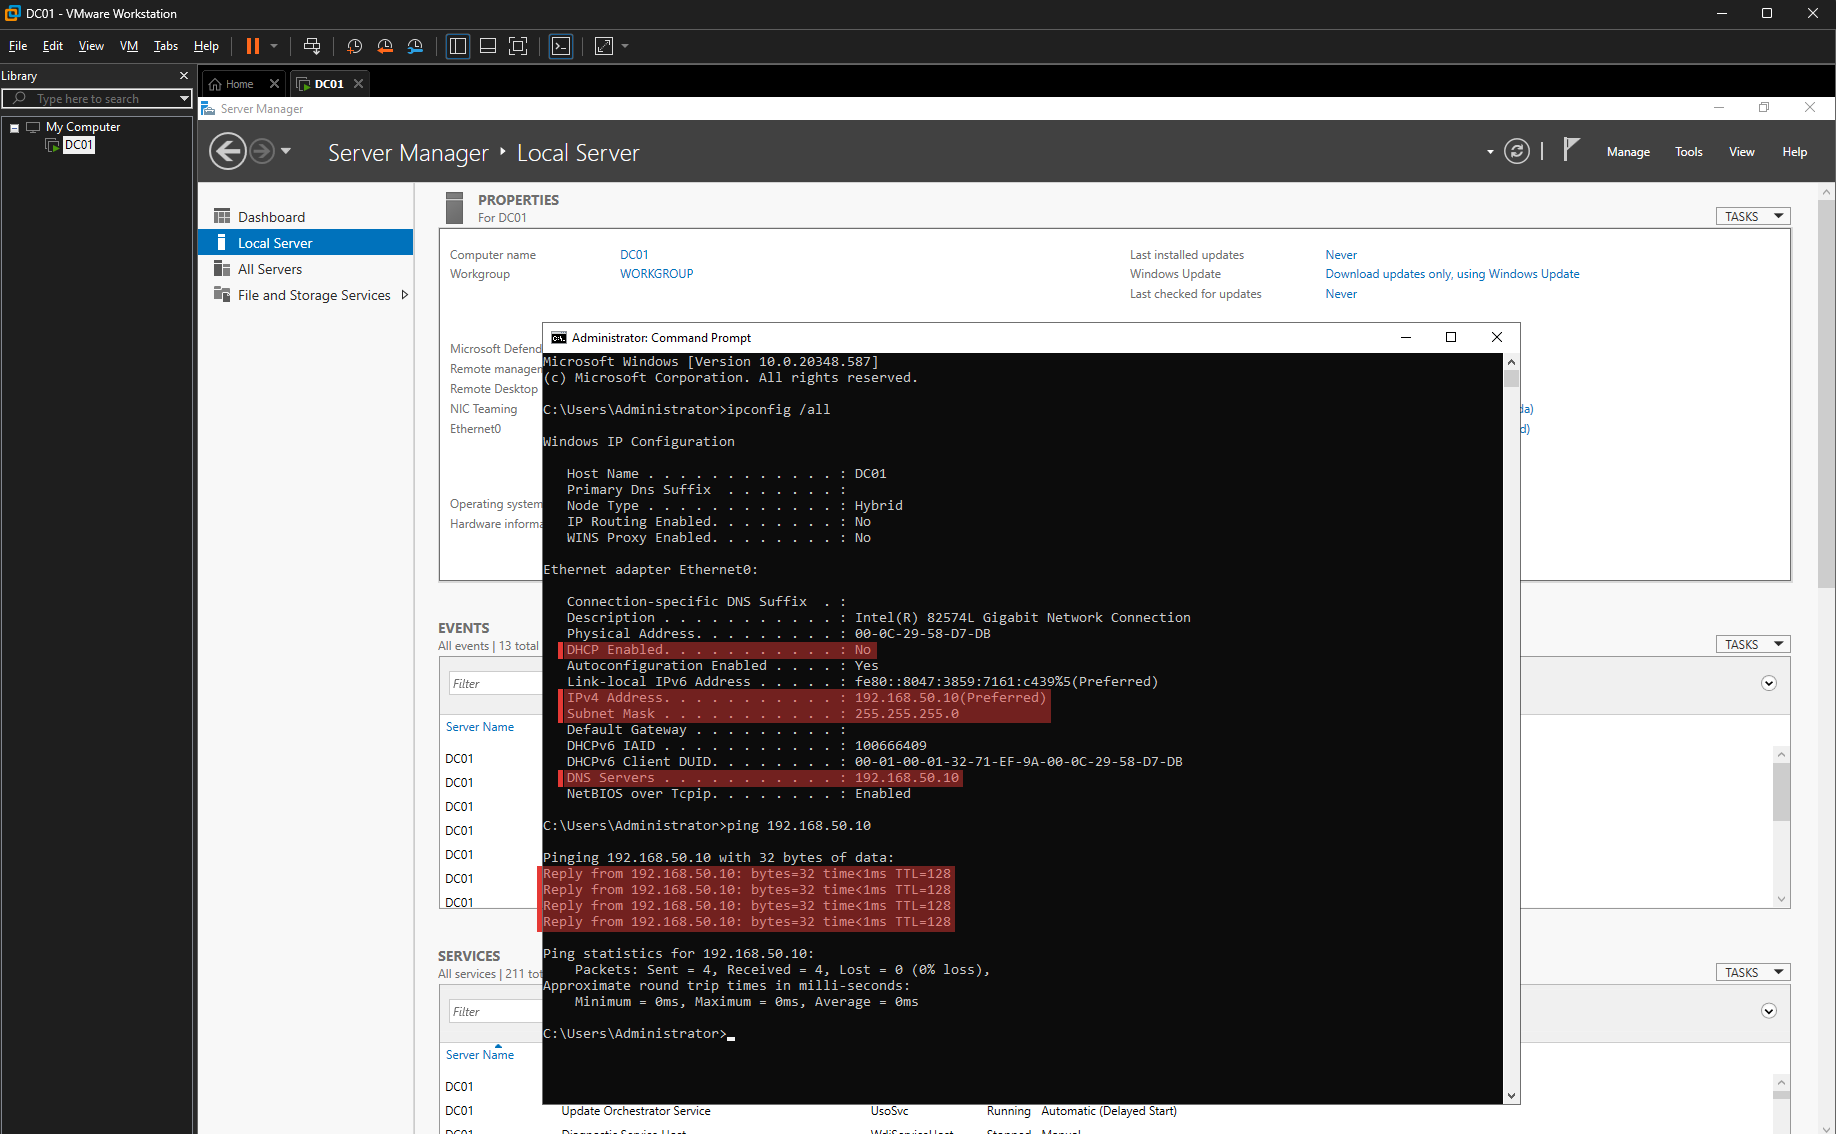 DC01 - VMware Workstation
File Edit View VM Tabs Help
Library
Type here to search
My Computer
DC01
Home
DC01
Server Manager
Server Manager ‣ Local Server
Manage Tools View Help
Dashboard
Local Server
All Servers
File and Storage Services
PROPERTIES
For DC01
TASKS
Computer name DC01
Workgroup WORKGROUP
Last installed updates Never
Windows Update Download updates only, using Windows Update
Last checked for updates Never
Microsoft Defend
Remote manager
Remote Desktop
NIC Teaming
Ethernet0
da)
d)
Operating system
Hardware informa
Administrator: Command Prompt
Microsoft Windows [Version 10.0.20348.587]
(c) Microsoft Corporation. All rights reserved.
C:\Users\Administrator>ipconfig /all
Windows IP Configuration
Host Name . . . . . . . . . . . . : DC01
Primary Dns Suffix  . . . . . . . :
Node Type . . . . . . . . . . . . : Hybrid
IP Routing Enabled. . . . . . . . : No
WINS Proxy Enabled. . . . . . . . : No
Ethernet adapter Ethernet0:
Connection-specific DNS Suffix  . :
Description . . . . . . . . . . . : Intel(R) 82574L Gigabit Network Connection
Physical Address. . . . . . . . . : 00-0C-29-58-D7-DB
DHCP Enabled. . . . . . . . . . . : No
Autoconfiguration Enabled . . . . : Yes
Link-local IPv6 Address . . . . . : fe80::8047:3859:7161:c439%5(Preferred)
IPv4 Address. . . . . . . . . . . : 192.168.50.10(Preferred)
Subnet Mask . . . . . . . . . . . : 255.255.255.0
Default Gateway . . . . . . . . . :
DHCPv6 IAID . . . . . . . . . . . : 100666409
DHCPv6 Client DUID. . . . . . . . : 00-01-00-01-32-71-EF-9A-00-0C-29-58-D7-DB
DNS Servers . . . . . . . . . . . : 192.168.50.10
NetBIOS over Tcpip. . . . . . . . : Enabled
C:\Users\Administrator>ping 192.168.50.10
Pinging 192.168.50.10 with 32 bytes of data:
Reply from 192.168.50.10: bytes=32 time<1ms TTL=128
Reply from 192.168.50.10: bytes=32 time<1ms TTL=128
Reply from 192.168.50.10: bytes=32 time<1ms TTL=128
Reply from 192.168.50.10: bytes=32 time<1ms TTL=128
Ping statistics for 192.168.50.10:
Packets: Sent = 4, Received = 4, Lost = 0 (0% loss),
Approximate round trip times in milli-seconds:
Minimum = 0ms, Maximum = 0ms, Average = 0ms
C:\Users\Administrator>
EVENTS
All events | 13 total
TASKS
Filter
Server Name
DC01
DC01
DC01
DC01
DC01
DC01
DC01
SERVICES
All services | 211 tot
TASKS
Filter
Server Name
DC01
DC01 Update Orchestrator Service UsoSvc Running Automatic (Delayed Start)
DC01 Diagnostic Service Host WdiServiceHost Stopped Manual